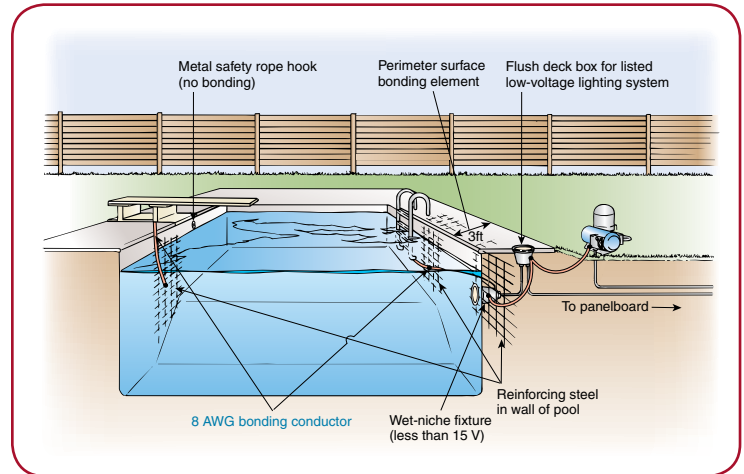 Metal safety rope hook
(no bonding)
Perimeter surface
bonding element
Flush deck box for listed
low-voltage lighting system
3ft
To panelboard
Reinforcing steel
in wall of pool
8 AWG bonding conductor
Wet-niche fixture
(less than 15 V)